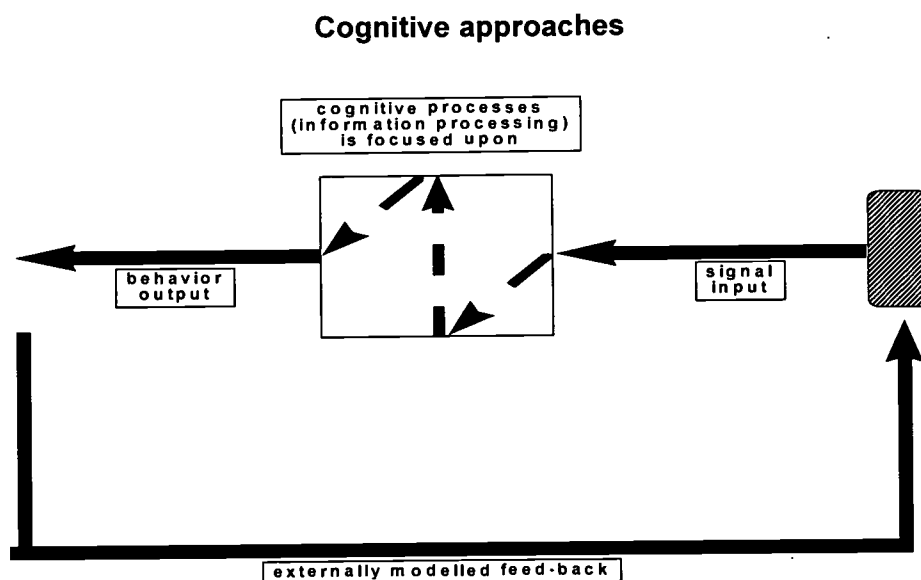 Cognitive approaches
cognitive processes
(information processing)
is focused upon
behavior
output
signal
input
externally modelled feed-back